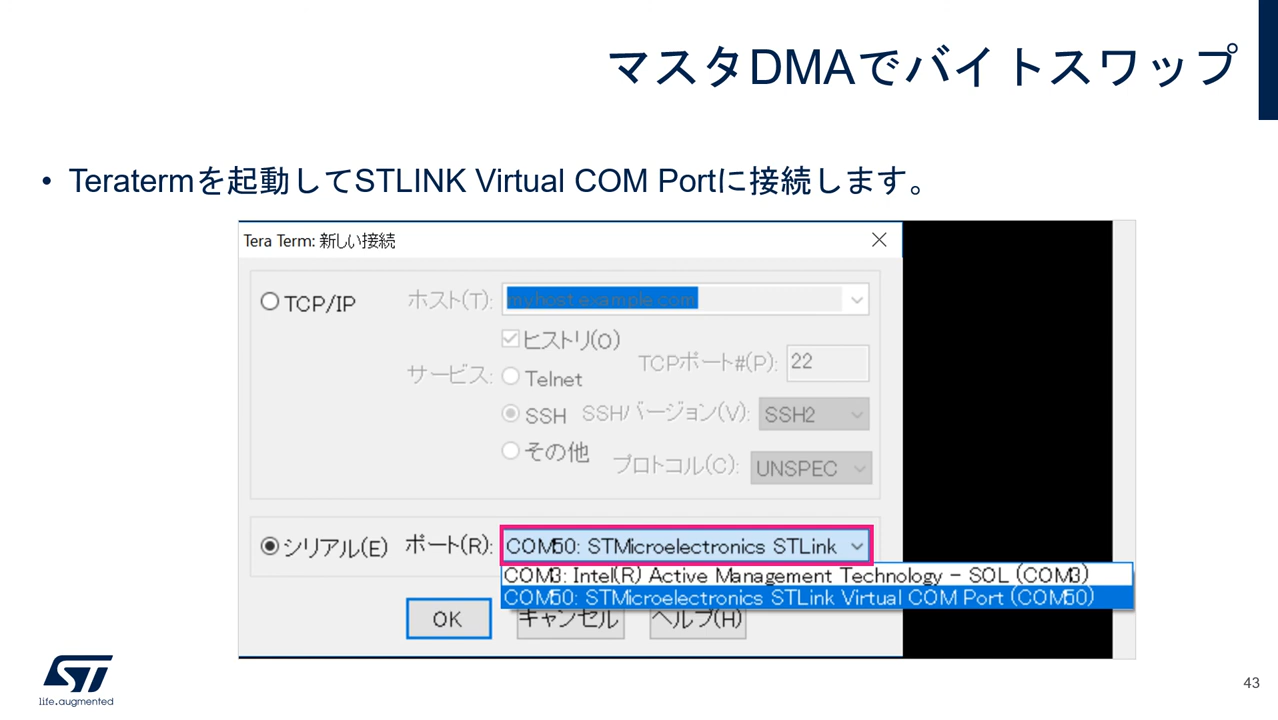 マスタDMAでバイトスワップ
• Teratermを起動してSTLINK Virtual COM Portに接続します。
Tera Term: 新しい接続
TCP/IP
ホスト(T):
myhost.example.com
ヒストリ(O)
サービス:
Telnet
TCPポート#(P):
22
SSH
SSHバージョン(V):
SSH2
その他
プロトコル(C):
UNSPEC
シリアル(E)
ポート(R):
COM50: STMicroelectronics STLink
COM3: Intel(R) Active Management Technology - SOL (COM3)
COM50: STMicroelectronics STLink Virtual COM Port (COM50)
OK
キャンセル
ヘルプ(H)
ST
life.augmented
43